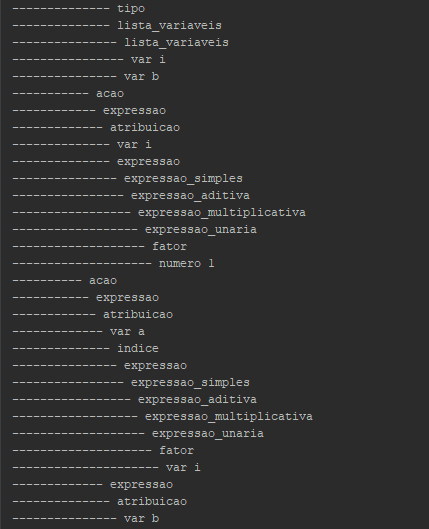 -------------- tipo
-------------- lista_variaveis
--------------- lista_variaveis
---------------- var i
--------------- var b
----------- acao
------------ expressao
------------- atribuicao
-------------- var i
-------------- expressao
--------------- expressao_simples
---------------- expressao_aditiva
----------------- expressao_multiplicativa
------------------ expressao_unaria
------------------- fator
-------------------- numero 1
---------- acao
----------- expressao
------------ atribuicao
------------- var a
-------------- indice
--------------- expressao
---------------- expressao_simples
----------------- expressao_aditiva
------------------ expressao_multiplicativa
------------------- expressao_unaria
-------------------- fator
--------------------- var i
------------- expressao
-------------- atribuicao
--------------- var b